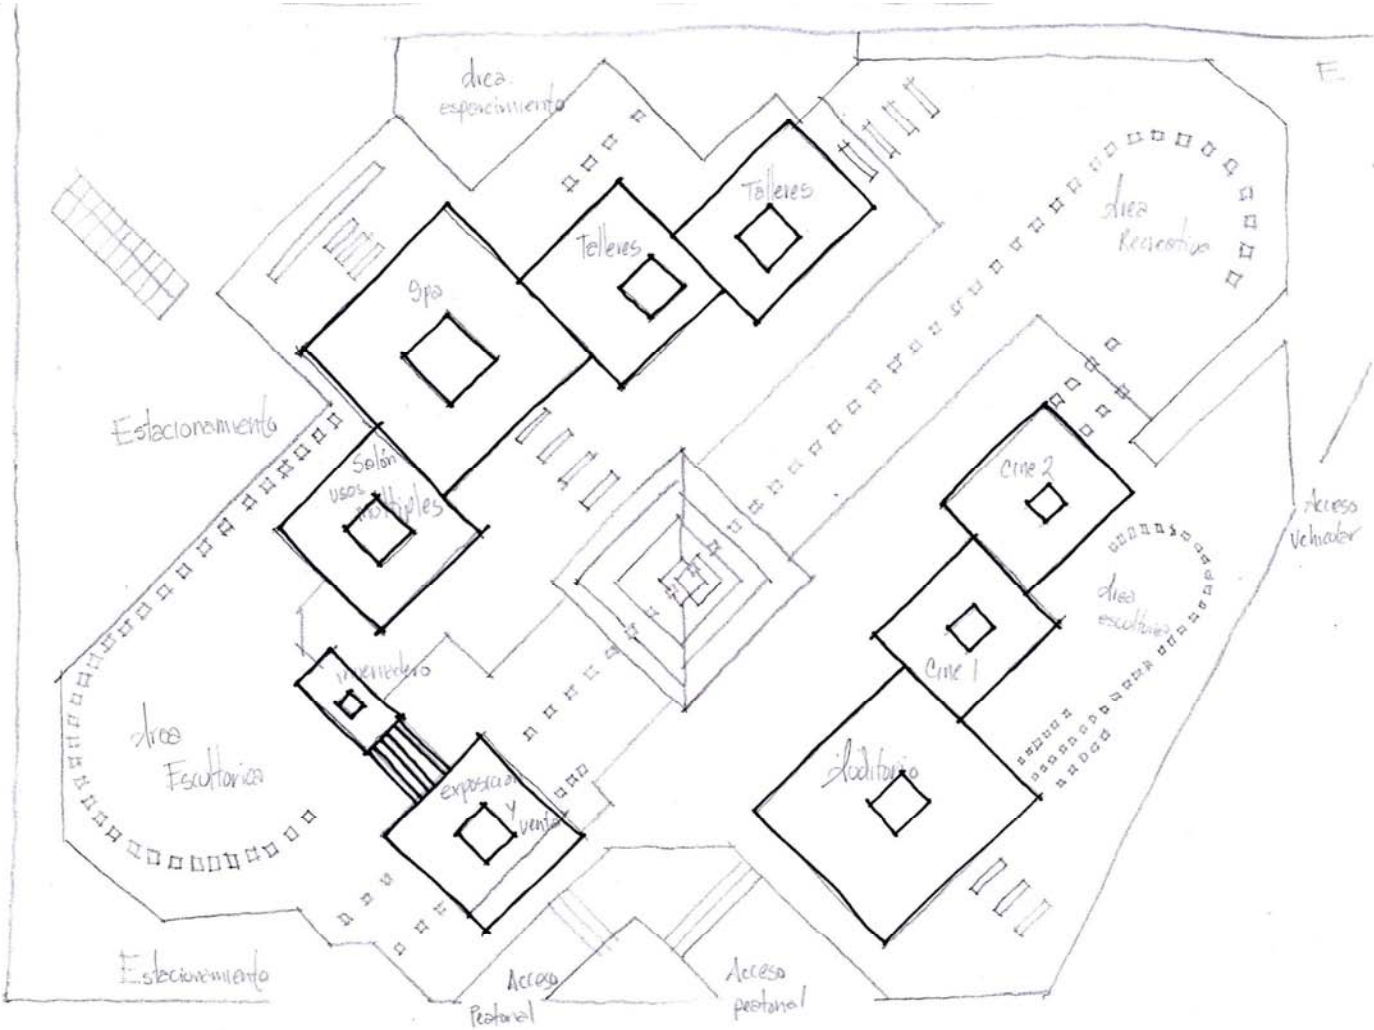 E
área
esparcimiento
Talleres
Talleres
área
Recreativa
Spa
Estacionamiento
Salón
usos
múltiples
Cine 2
Acceso
vehicular
área
escultórica
Cine 1
invernadero
área
Escultorica
Auditorio
exposición
y
venta
Estacionamiento
Acceso
Peatonal
Acceso
peatonal